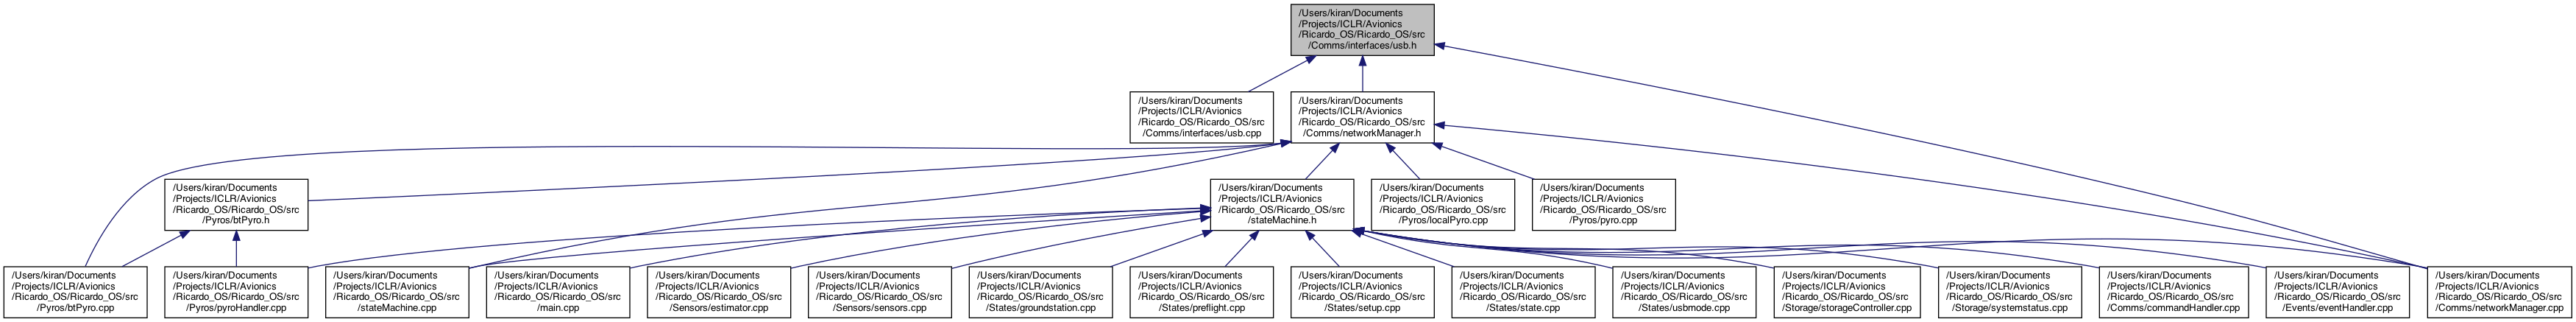 /Users/kiran/Documents
/Projects/ICLR/Avionics
/Ricardo_OS/Ricardo_OS/src
/Comms/interfaces/usb.h
/Users/kiran/Documents
/Projects/ICLR/Avionics
/Ricardo_OS/Ricardo_OS/src
/Comms/interfaces/usb.cpp
/Users/kiran/Documents
/Projects/ICLR/Avionics
/Ricardo_OS/Ricardo_OS/src
/Comms/networkManager.h
/Users/kiran/Documents
/Projects/ICLR/Avionics
/Ricardo_OS/Ricardo_OS/src
/Pyros/btPyro.h
/Users/kiran/Documents
/Projects/ICLR/Avionics
/Ricardo_OS/Ricardo_OS/src
/stateMachine.h
/Users/kiran/Documents
/Projects/ICLR/Avionics
/Ricardo_OS/Ricardo_OS/src
/Pyros/localPyro.cpp
/Users/kiran/Documents
/Projects/ICLR/Avionics
/Ricardo_OS/Ricardo_OS/src
/Pyros/pyro.cpp
/Users/kiran/Documents
/Projects/ICLR/Avionics
/Ricardo_OS/Ricardo_OS/src
/Pyros/btPyro.cpp
/Users/kiran/Documents
/Projects/ICLR/Avionics
/Ricardo_OS/Ricardo_OS/src
/Pyros/pyroHandler.cpp
/Users/kiran/Documents
/Projects/ICLR/Avionics
/Ricardo_OS/Ricardo_OS/src
/stateMachine.cpp
/Users/kiran/Documents
/Projects/ICLR/Avionics
/Ricardo_OS/Ricardo_OS/src
/main.cpp
/Users/kiran/Documents
/Projects/ICLR/Avionics
/Ricardo_OS/Ricardo_OS/src
/Sensors/estimator.cpp
/Users/kiran/Documents
/Projects/ICLR/Avionics
/Ricardo_OS/Ricardo_OS/src
/Sensors/sensors.cpp
/Users/kiran/Documents
/Projects/ICLR/Avionics
/Ricardo_OS/Ricardo_OS/src
/States/groundstation.cpp
/Users/kiran/Documents
/Projects/ICLR/Avionics
/Ricardo_OS/Ricardo_OS/src
/States/preflight.cpp
/Users/kiran/Documents
/Projects/ICLR/Avionics
/Ricardo_OS/Ricardo_OS/src
/States/setup.cpp
/Users/kiran/Documents
/Projects/ICLR/Avionics
/Ricardo_OS/Ricardo_OS/src
/States/state.cpp
/Users/kiran/Documents
/Projects/ICLR/Avionics
/Ricardo_OS/Ricardo_OS/src
/States/usbmode.cpp
/Users/kiran/Documents
/Projects/ICLR/Avionics
/Ricardo_OS/Ricardo_OS/src
/Storage/storageController.cpp
/Users/kiran/Documents
/Projects/ICLR/Avionics
/Ricardo_OS/Ricardo_OS/src
/Storage/systemstatus.cpp
/Users/kiran/Documents
/Projects/ICLR/Avionics
/Ricardo_OS/Ricardo_OS/src
/Comms/commandHandler.cpp
/Users/kiran/Documents
/Projects/ICLR/Avionics
/Ricardo_OS/Ricardo_OS/src
/Events/eventHandler.cpp
/Users/kiran/Documents
/Projects/ICLR/Avionics
/Ricardo_OS/Ricardo_OS/src
/Comms/networkManager.cpp